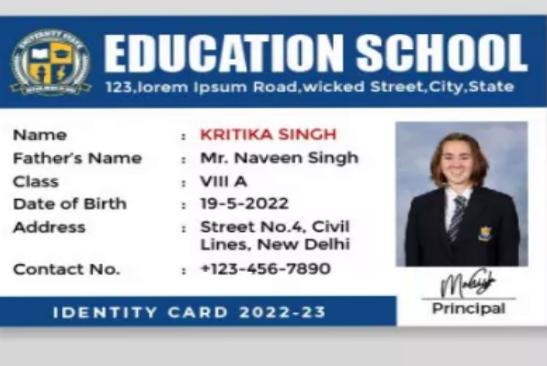 EDUCATION SCHOOL
123,lorem Ipsum Road,wicked Street,City,State
Name : KRITIKA SINGH
Father's Name : Mr. Naveen Singh
Class : VIII A
Date of Birth : 19-5-2022
Address : Street No.4, Civil
Lines, New Delhi
Contact No. : +123-456-7890
Principal
IDENTITY CARD 2022-23